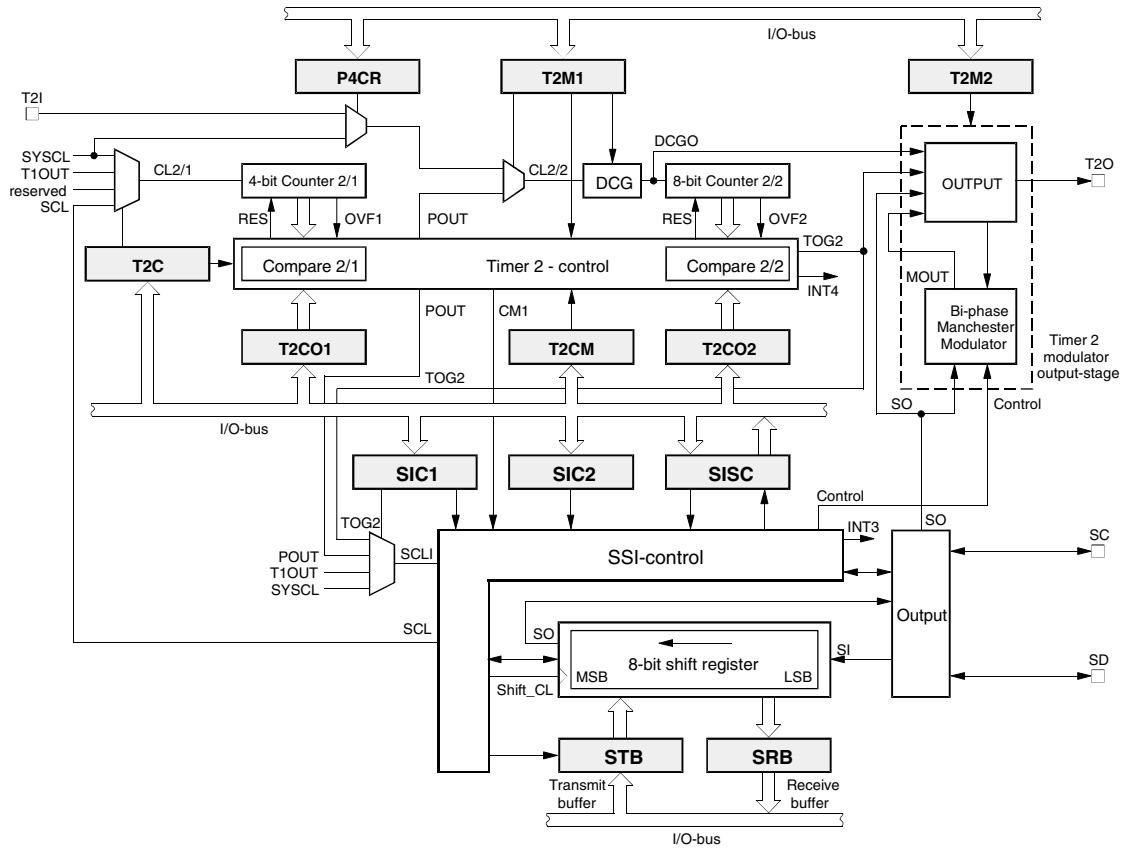 I/O-bus
P4CR
T2M1
T2M2
T2I
SYSCL
T1OUT
reserved
SCL
CL2/1
4-bit Counter 2/1
RES
OVF1
POUT
CL2/2
DCG
DCGO
8-bit Counter 2/2
RES
OVF2
TOG2
OUTPUT
T2O
T2C
Compare 2/1
Timer 2 - control
Compare 2/2
INT4
MOUT
Bi-phase
Manchester
Modulator
Timer 2
modulator
output-stage
POUT
CM1
T2CO1
T2CM
T2CO2
TOG2
I/O-bus
SO
Control
SIC1
SIC2
SISC
Control
TOG2
POUT
T1OUT
SYSCL
SCLI
SSI-control
INT3
SO
SC
Output
SCL
SO
8-bit shift register
MSB
LSB
SI
SD
Shift_CL
STB
SRB
Transmit
buffer
Receive
buffer
I/O-bus